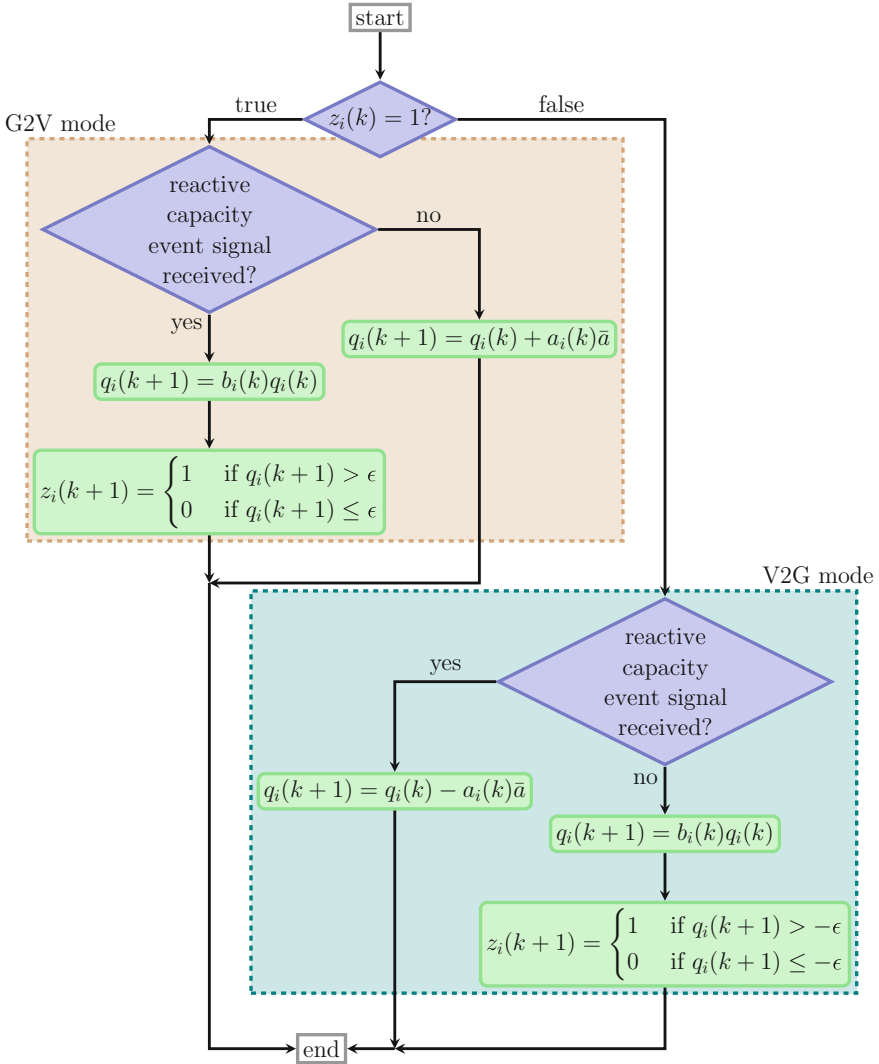 start
z_i(k) = 1?
true
false
G2V mode
reactive
capacity
event signal
received?
no
yes
q_i(k+1) = q_i(k) + a_i(k)ā
q_i(k+1) = b_i(k)q_i(k)
z_i(k+1) = {1 if q_i(k+1) > ϵ
0 if q_i(k+1) ≤ ϵ
V2G mode
reactive
capacity
event signal
received?
yes
no
q_i(k+1) = q_i(k) − a_i(k)ā
q_i(k+1) = b_i(k)q_i(k)
z_i(k+1) = {1 if q_i(k+1) > −ϵ
0 if q_i(k+1) ≤ −ϵ
end